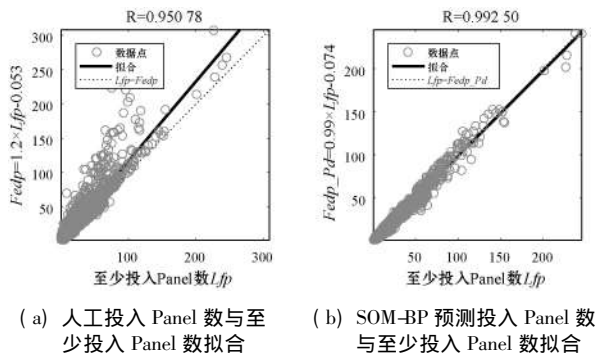 R=0.950 78
300
250
200
150
100
50
数据点
拟合
Lfp=Fedp
Fedp=1.2×Lfp-0.053
100 200 300
至少投入Panel数Lfp
(a) 人工投入 Panel 数与至
少投入 Panel 数拟合
R=0.992 50
200
150
100
50
数据点
拟合
Lfp=Fedp_Pd
Fedp_Pd=0.99×Lfp-0.074
50 100 150 200
至少投入Panel数Lfp
(b) SOM-BP 预测投入 Panel 数
与至少投入 Panel 数拟合